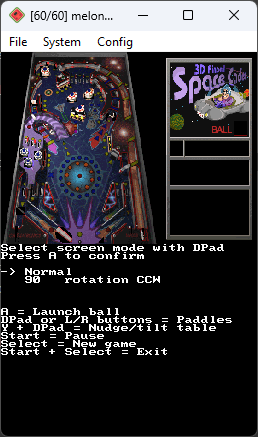 [60/60] melon...
File System Config
3D Pinball
Space Cadet
BALL
Select screen mode with DPad
Press A to confirm
-> Normal
90 rotation CCW
A = Launch ball
DPad or L/R buttons = Paddles
Y + DPad = Nudge/tilt table
Start = Pause
Select = New game
Start + Select = Exit